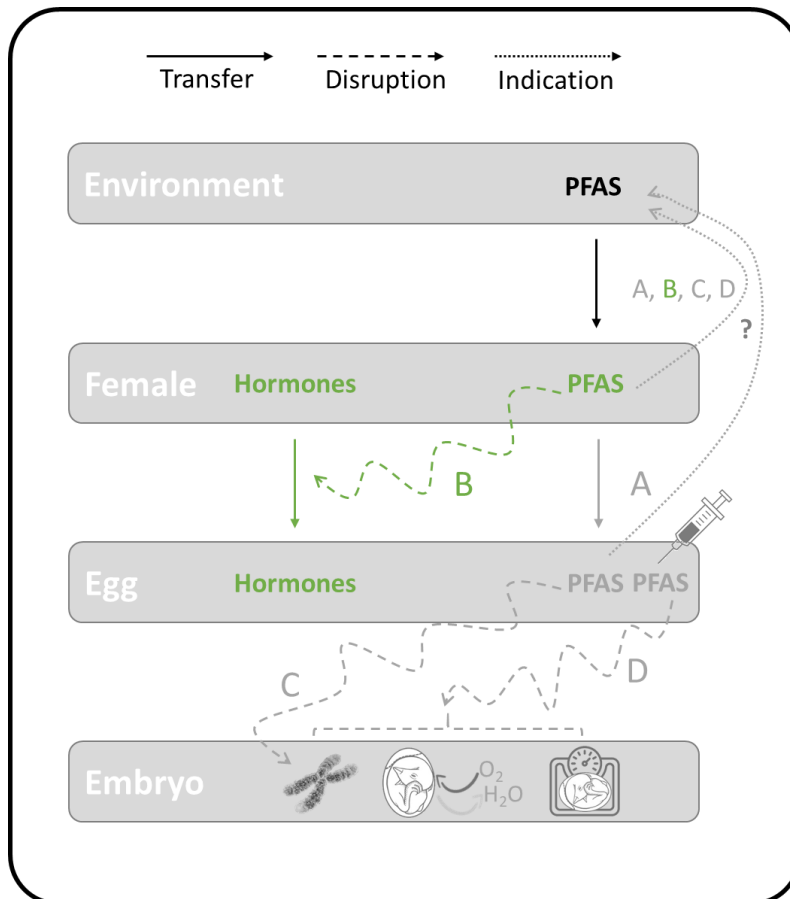 Transfer Disruption Indication
Environment PFAS
A, B, C, D
?
Female Hormones PFAS
B A
Egg Hormones PFAS PFAS
C D
Embryo O₂
H₂O